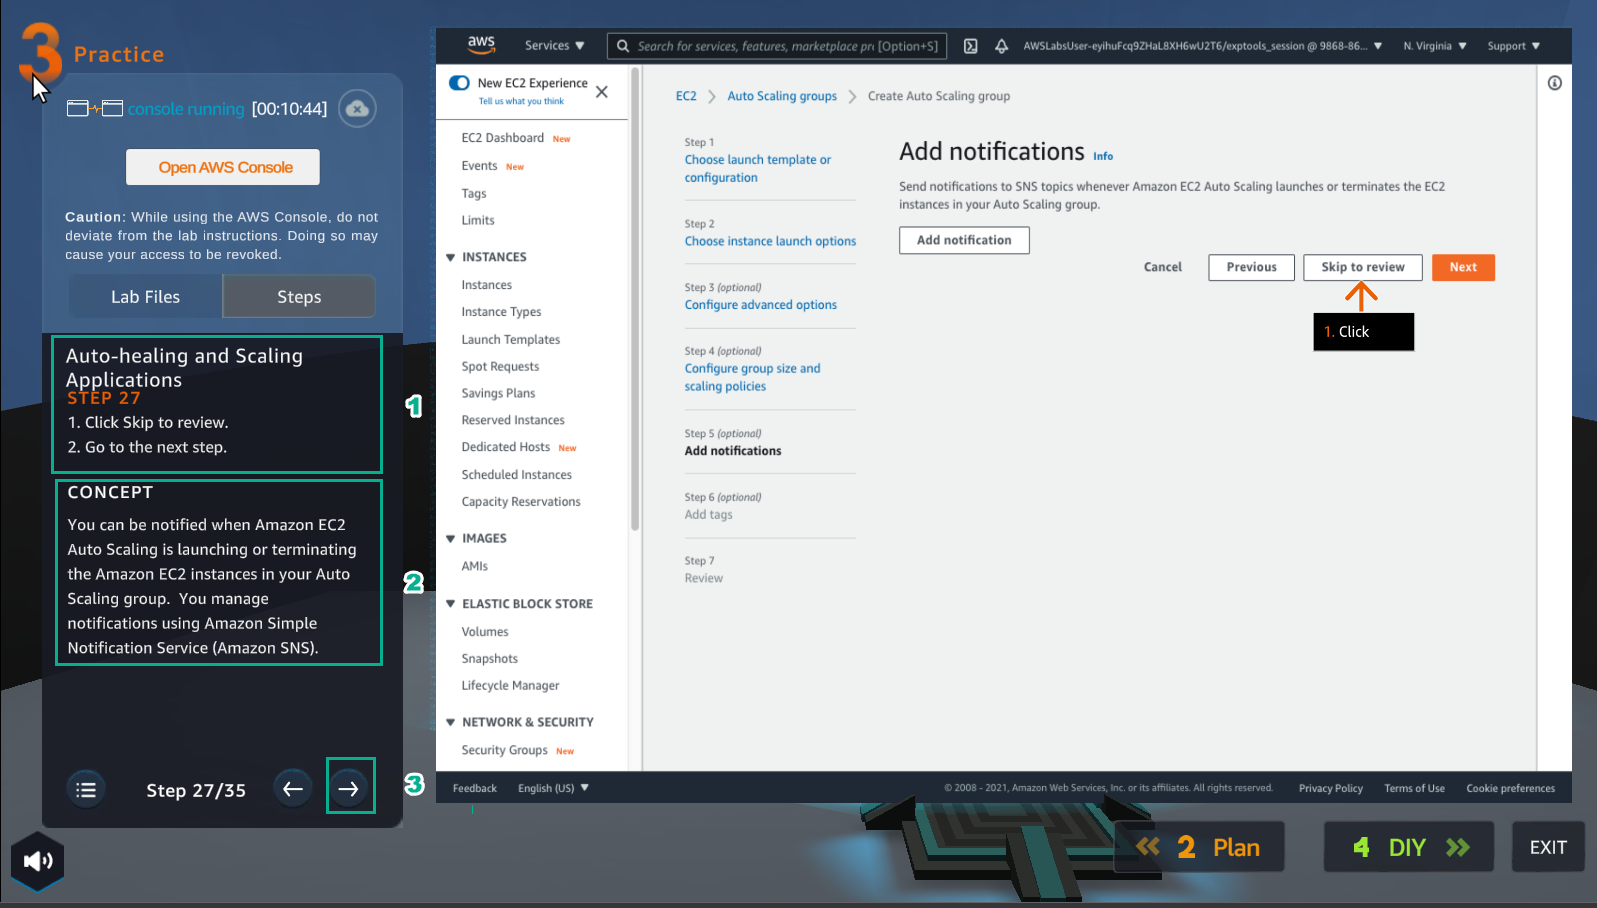 3 Practice
console running [00:10:44]
Open AWS Console
Caution: While using the AWS Console, do not
deviate from the lab instructions. Doing so may
cause your access to be revoked.
Lab Files
Steps
Auto-healing and Scaling
Applications
STEP 27
1. Click Skip to review.
2. Go to the next step.
1
CONCEPT
You can be notified when Amazon EC2
Auto Scaling is launching or terminating
the Amazon EC2 instances in your Auto
Scaling group. You manage
notifications using Amazon Simple
Notification Service (Amazon SNS).
2
Step 27/35
3
aws
Services
Search for services, features, marketplace pr [Option+S]
AWSLabsUser-eyihuFcq9ZHaL8XH6wU2T6/exptools_session @ 9868-86...
N. Virginia
Support
New EC2 Experience
Tell us what you think
EC2 Dashboard New
Events New
Tags
Limits
INSTANCES
Instances
Instance Types
Launch Templates
Spot Requests
Savings Plans
Reserved Instances
Dedicated Hosts New
Scheduled Instances
Capacity Reservations
IMAGES
AMIs
ELASTIC BLOCK STORE
Volumes
Snapshots
Lifecycle Manager
NETWORK & SECURITY
Security Groups New
EC2
Auto Scaling groups
Create Auto Scaling group
Step 1
Choose launch template or
configuration
Step 2
Choose instance launch options
Step 3 (optional)
Configure advanced options
Step 4 (optional)
Configure group size and
scaling policies
Step 5 (optional)
Add notifications
Step 6 (optional)
Add tags
Step 7
Review
Add notifications Info
Send notifications to SNS topics whenever Amazon EC2 Auto Scaling launches or terminates the EC2
instances in your Auto Scaling group.
Add notification
Cancel
Previous
Skip to review
Next
1. Click
Feedback
English (US)
© 2008 - 2021, Amazon Web Services, Inc. or its affiliates. All rights reserved.
Privacy Policy
Terms of Use
Cookie preferences
2 Plan
4 DIY
EXIT